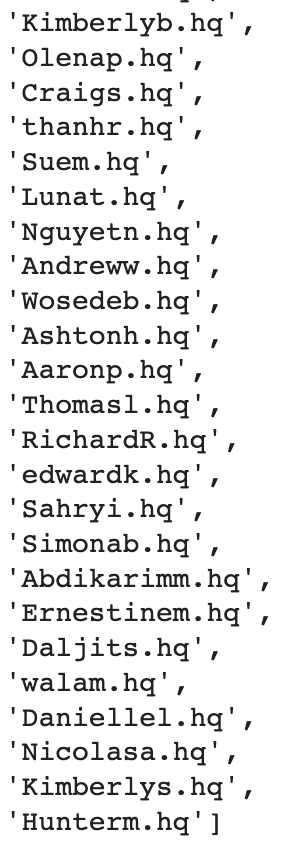 'Kimberlyb.hq',
'Olenap.hq',
'Craigs.hq',
'thanhr.hq',
'Suem.hq',
'Lunat.hq',
'Nguyetn.hq',
'Andreww.hq',
'Wosedeb.hq',
'Ashtonh.hq',
'Aaronp.hq',
'Thomasl.hq',
'RichardR.hq',
'edwardk.hq',
'Sahryi.hq',
'Simonab.hq',
'Abdikarimm.hq',
'Ernestinem.hq',
'Daljits.hq',
'walam.hq',
'Daniellel.hq',
'Nicolasa.hq',
'Kimberlys.hq',
'Hunterm.hq']